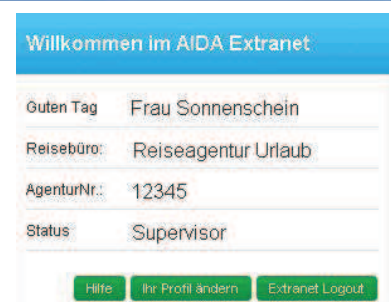 Willkommen im AIDA Extranet
Guten Tag Frau Sonnenschein
Reisebüro: Reiseagentur Urlaub
AgenturNr.: 12345
Status Supervisor
Hilfe Ihr Profil ändern Extranet Logout